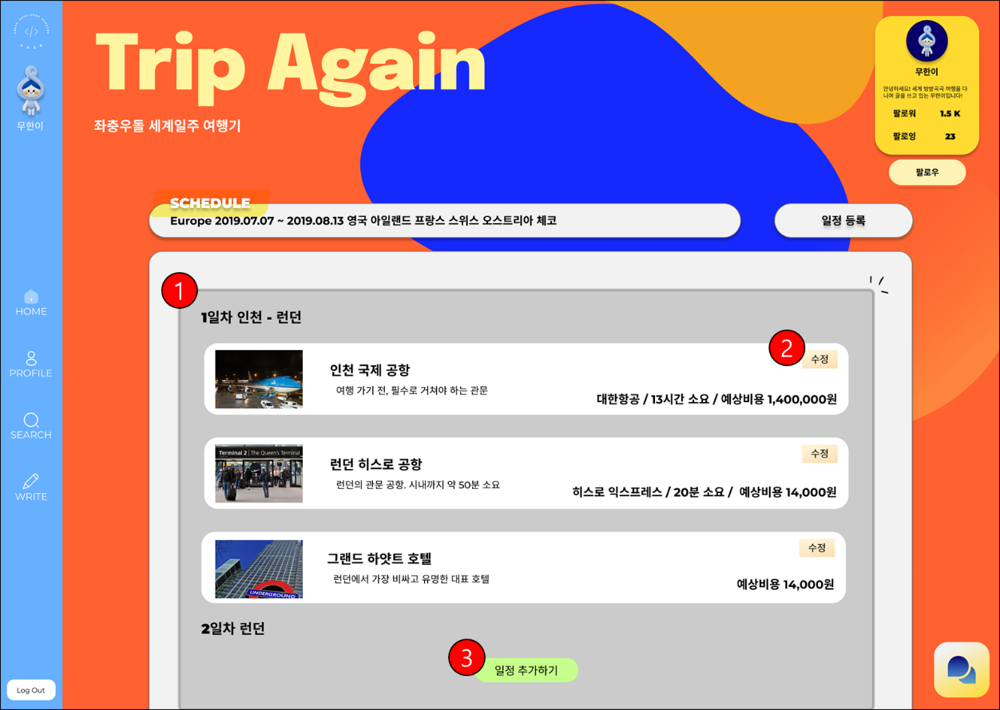 무한이
HOME
PROFILE
SEARCH
WRITE
Log Out
Trip Again
좌충우돌 세계일주 여행기
무한이
안녕하세요! 세계 방방곡곡 여행을 다
니며 글을 쓰고 있는 무한이입니다!
팔로워 1.5 K
팔로잉 23
팔로우
SCHEDULE
Europe 2019.07.07 ~ 2019.08.13 영국 아일랜드 프랑스 스위스 오스트리아 체코
일정 등록
1
1일차 인천 - 런던
2
수정
인천 국제 공항
여행 가기 전, 필수로 거쳐야 하는 관문
대한항공 / 13시간 소요 / 예상비용 1,400,000원
Terminal 2 | The Queen's Terminal
수정
런던 히스로 공항
런던의 관문 공항. 시내까지 약 50분 소요
히스로 익스프레스 / 20분 소요 / 예상비용 14,000원
수정
그랜드 하얏트 호텔
런던에서 가장 비싸고 유명한 대표 호텔
UNDERGROUND
예상비용 14,000원
2일차 런던
3
일정 추가하기